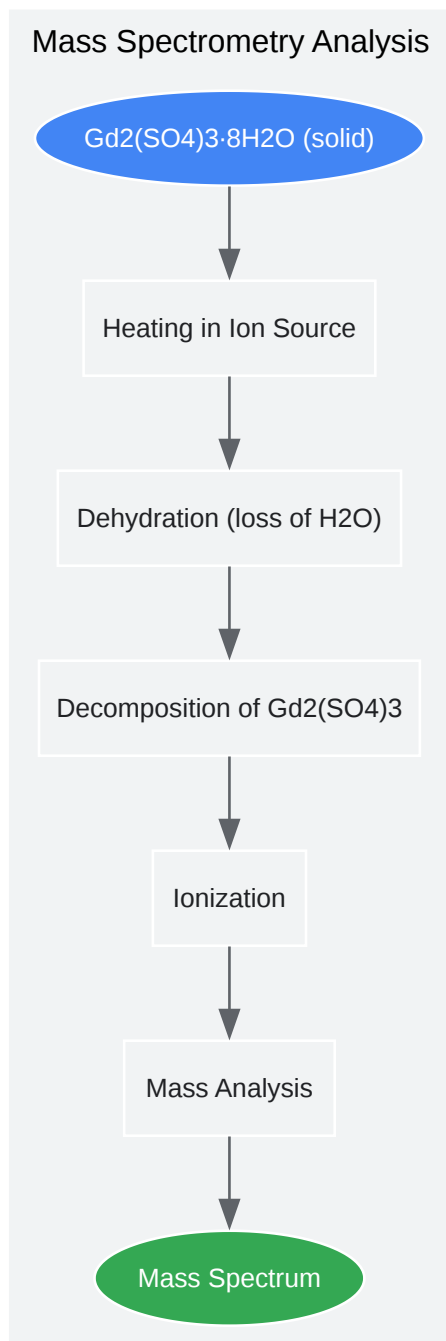 Mass Spectrometry Analysis
Gd2(SO4)3·8H2O (solid)
Heating in Ion Source
Dehydration (loss of H2O)
Decomposition of Gd2(SO4)3
Ionization
Mass Analysis
Mass Spectrum